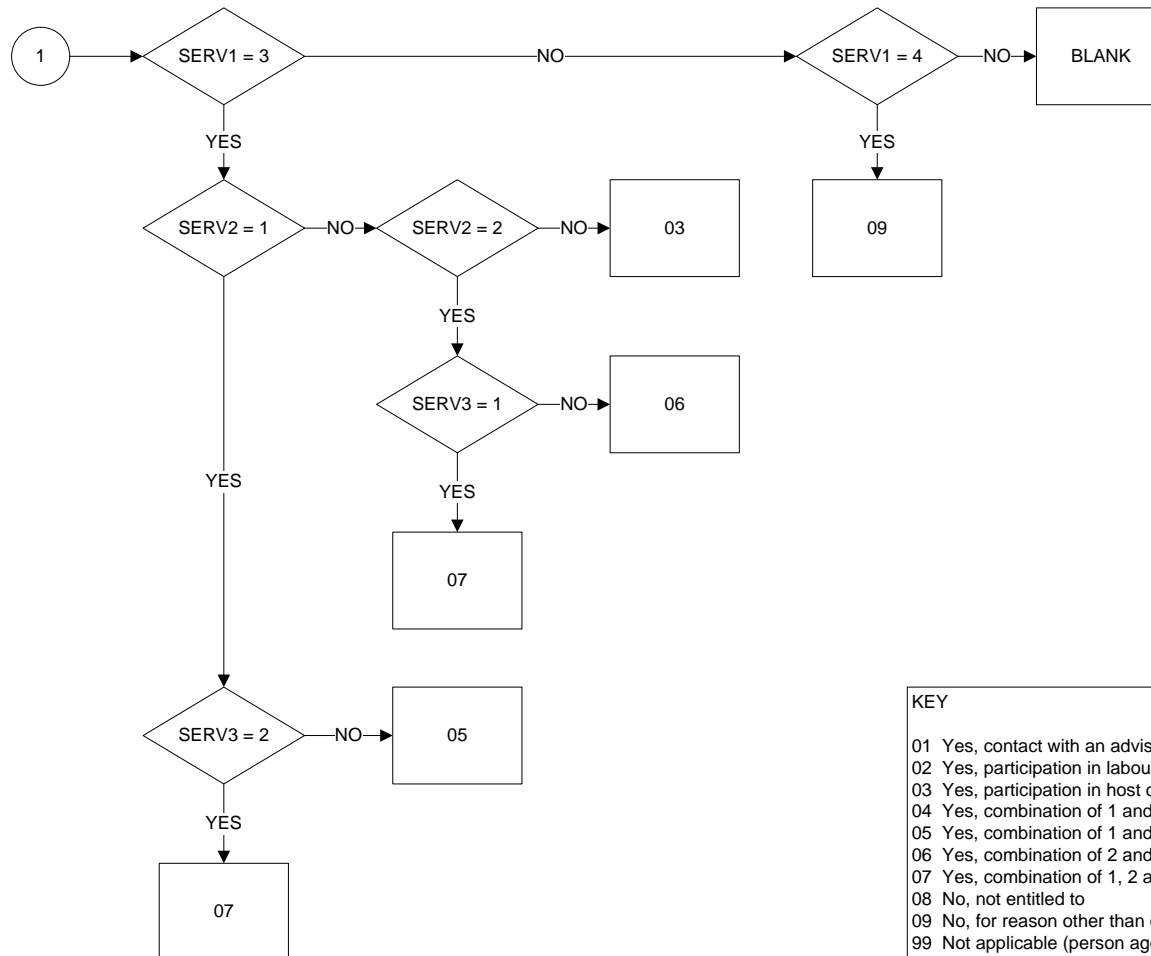 1
SERV1 = 3
NO
SERV1 = 4
NO
BLANK
YES
YES
SERV2 = 1
NO
SERV2 = 2
NO
03
09
YES
SERV3 = 1
NO
06
YES
YES
07
SERV3 = 2
NO
05
YES
07
KEY
01 Yes, contact with an
02 Yes, participation in
03 Yes, participation in host
04 Yes, combination of 1 and
05 Yes, combination of 1 and
06 Yes, combination of 2 and
07 Yes, combination of 1, 2
08 No, not entitled to
09 No, for reason other than
99 Not applicable (person